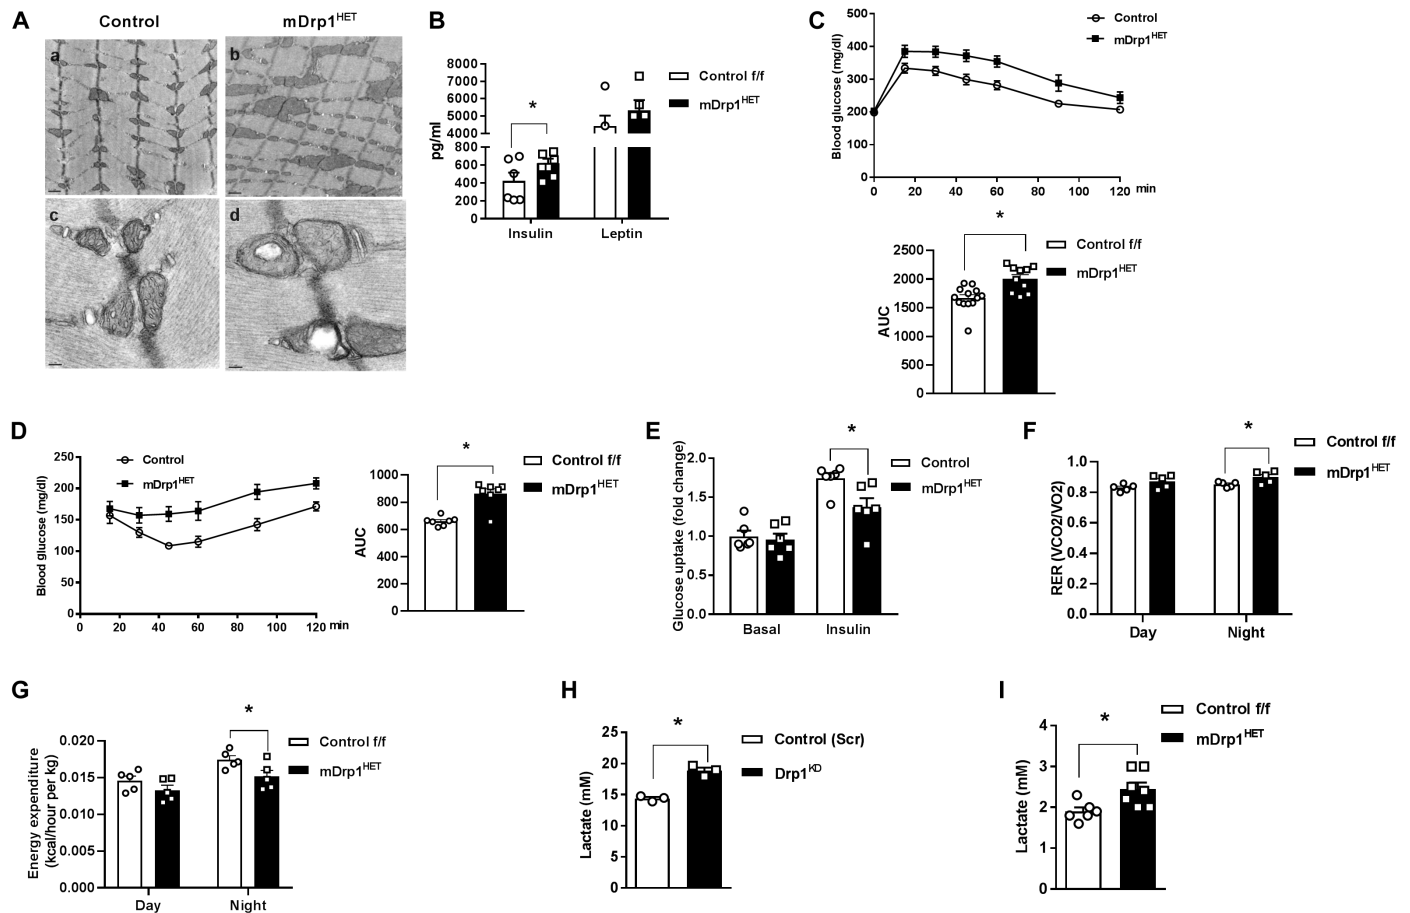 A
Control
mDrp1HET
a
b
c
d
B
pg/ml
8000
7000
6000
5000
4000
800
600
400
200
0
*
Insulin
Leptin
Control f/f
mDrp1HET
C
Blood glucose (mg/dl)
500
400
300
200
100
0
0
20
40
60
80
100
120
min
Control
mDrp1HET
AUC
2500
2000
1500
1000
500
0
*
Control f/f
mDrp1HET
D
Blood glucose (mg/dl)
250
200
150
100
50
0
0
20
40
60
80
100
120
min
Control
mDrp1HET
AUC
1000
800
600
400
200
0
*
Control f/f
mDrp1HET
E
Glucose uptake (fold change)
2.0
1.5
1.0
0.5
0.0
*
Basal
Insulin
Control
mDrp1HET
F
RER (VCO2/VO2)
1.0
0.8
0.6
0.4
0.2
0.0
*
Day
Night
Control f/f
mDrp1HET
G
Energy expenditure
(kcal/hour per kg)
0.020
0.015
0.010
0.005
0.000
*
Day
Night
Control f/f
mDrp1HET
H
Lactate (mM)
25
20
15
10
5
0
*
Control (Scr)
Drp1KD
I
Lactate (mM)
4
3
2
1
0
*
Control f/f
mDrp1HET